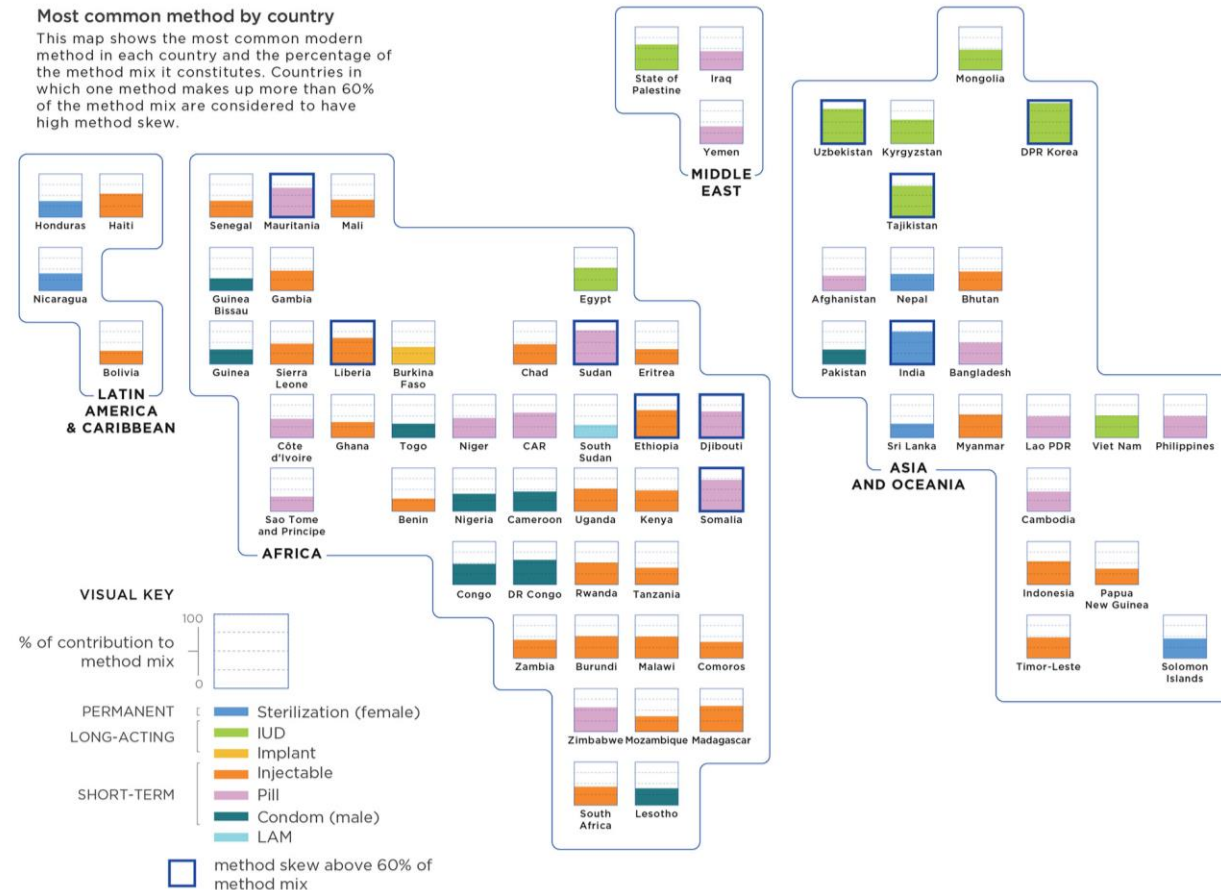 Most common method by country
This map shows the most common modern
method in each country and the percentage of
the method mix it constitutes. Countries in
which one method makes up more than 60%
of the method mix are considered to have
high method skew.
State of
Palestine
Iraq
Yemen
MIDDLE
EAST
Honduras
Haiti
Nicaragua
Bolivia
LATIN
AMERICA
& CARIBBEAN
Senegal
Mauritania
Mali
Guinea
Bissau
Gambia
Egypt
Guinea
Sierra
Leone
Liberia
Burkina
Faso
Chad
Sudan
Eritrea
Côte
d'Ivoire
Ghana
Togo
Niger
CAR
South
Sudan
Ethiopia
Djibouti
Sao Tome
and Principe
Benin
Nigeria
Cameroon
Uganda
Kenya
Somalia
AFRICA
Congo
DR Congo
Rwanda
Tanzania
Zambia
Burundi
Malawi
Comoros
Zimbabwe
Mozambique
Madagascar
South
Africa
Lesotho
Mongolia
Uzbekistan
Kyrgyzstan
DPR Korea
Tajikistan
Afghanistan
Nepal
Bhutan
Pakistan
India
Bangladesh
Sri Lanka
Myanmar
Lao PDR
Viet Nam
Philippines
ASIA
AND OCEANIA
Cambodia
Indonesia
Papua
New Guinea
Timor-Leste
Solomon
Islands
VISUAL KEY
% of contribution to
method mix
100
0
PERMANENT
Sterilization (female)
LONG-ACTING
IUD
Implant
SHORT-TERM
Injectable
Pill
Condom (male)
LAM
method skew above 60% of
method mix